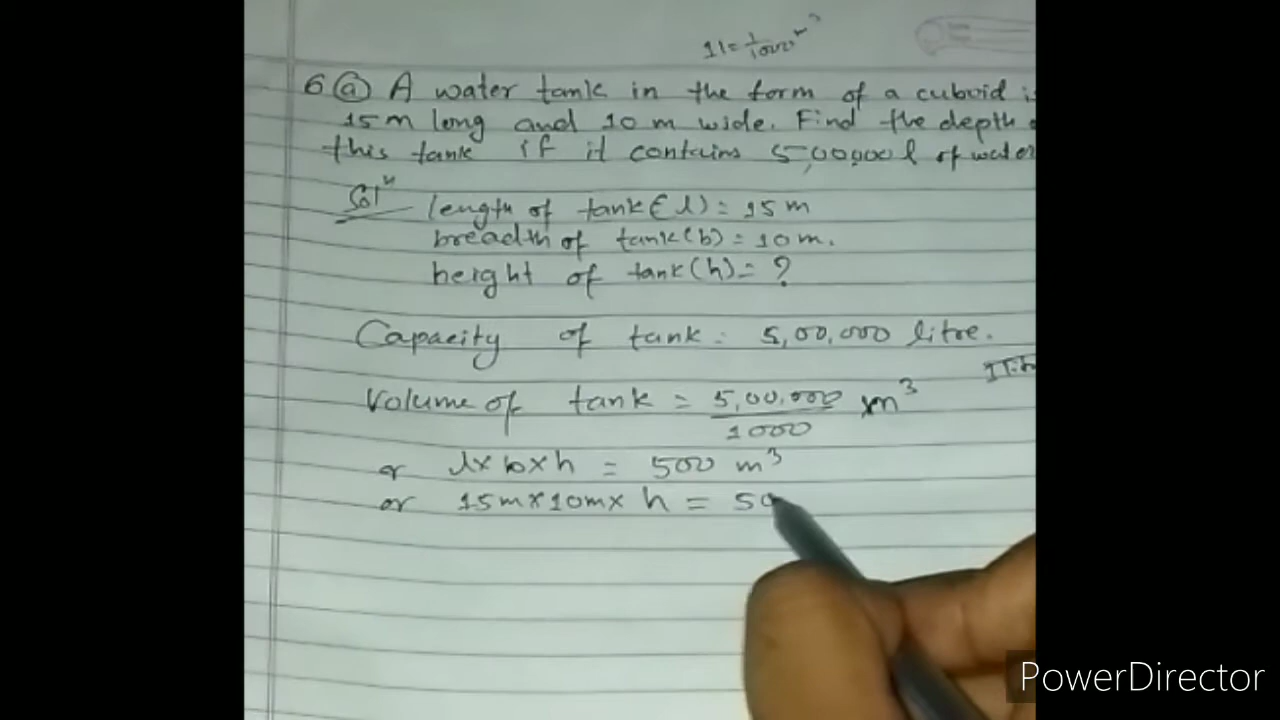 1l = 1/1000 m³
6 (a) A water tank in the form of a cuboid is
15m long and 10 m wide. Find the depth
this tank if it contains 5,00,000 l of water
Solⁿ length of tank (l) = 15 m
breadth of tank (b) = 10 m.
height of tank (h) = ?
Capacity of tank = 5,00,000 litre.
Volume of tank = 5,00,000/1000 m³
or l × b × h = 500 m³
or 15m × 10m × h = 50
PowerDirector